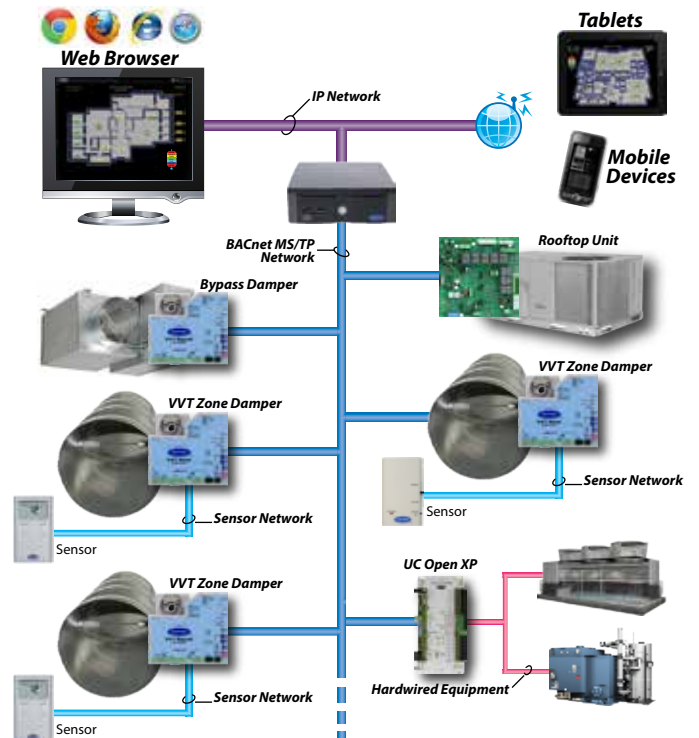 Web Browser
Tablets
IP Network
Mobile
Devices
BACnet MS/TP
Network
Rooftop Unit
Bypass Damper
VVT Zone Damper
VVT Zone Damper
Sensor Network
Sensor Network
Sensor
Sensor
UC Open XP
VVT Zone Damper
Hardwired Equipment
Sensor Network
Sensor